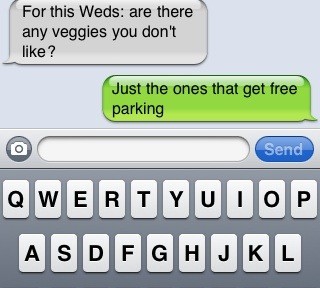 For this Weds: are there
any veggies you don't
like?
Just the ones that get free
parking
Send
Q W E R T Y U I O P
A S D F G H J K L